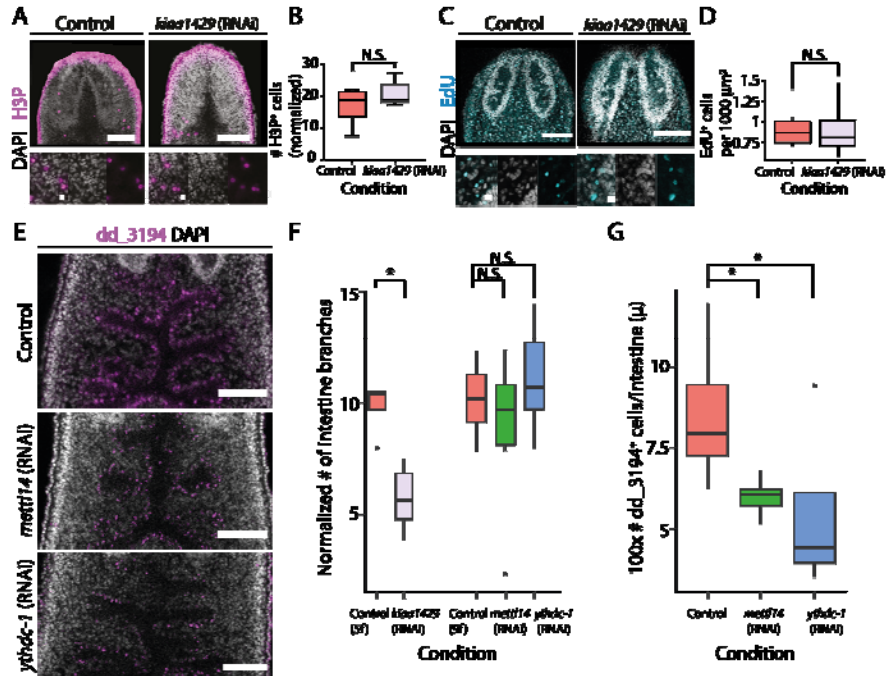 A
Control
kiaa1429 (RNAi)
DAPI H3P
B
N.S.
# H3P⁺ cells
(normalized)
30
20
10
0
Control kiaa1429 (RNAi)
Condition
C
Control
kiaa1429 (RNAi)
DAPI EdU
D
N.S.
EdU⁺ cells
per 1000 μm²
1.5
1.25
1
0.75
Control kiaa1429 (RNAi)
Condition
E
dd_3194 DAPI
Control
mettl14 (RNAi)
ythdc-1 (RNAi)
F
*
N.S.
N.S.
Normalized # of intestine branches
15
10
5
Control kiaa1429
(5f) (RNAi)
Control mettl14 ythdc-1
(9f) (RNAi) (RNAi)
Condition
G
*
*
100x # dd_3194⁺ cells/intestine (μ)
10
7.5
5
Control
mettl14
(RNAi)
ythdc-1
(RNAi)
Condition